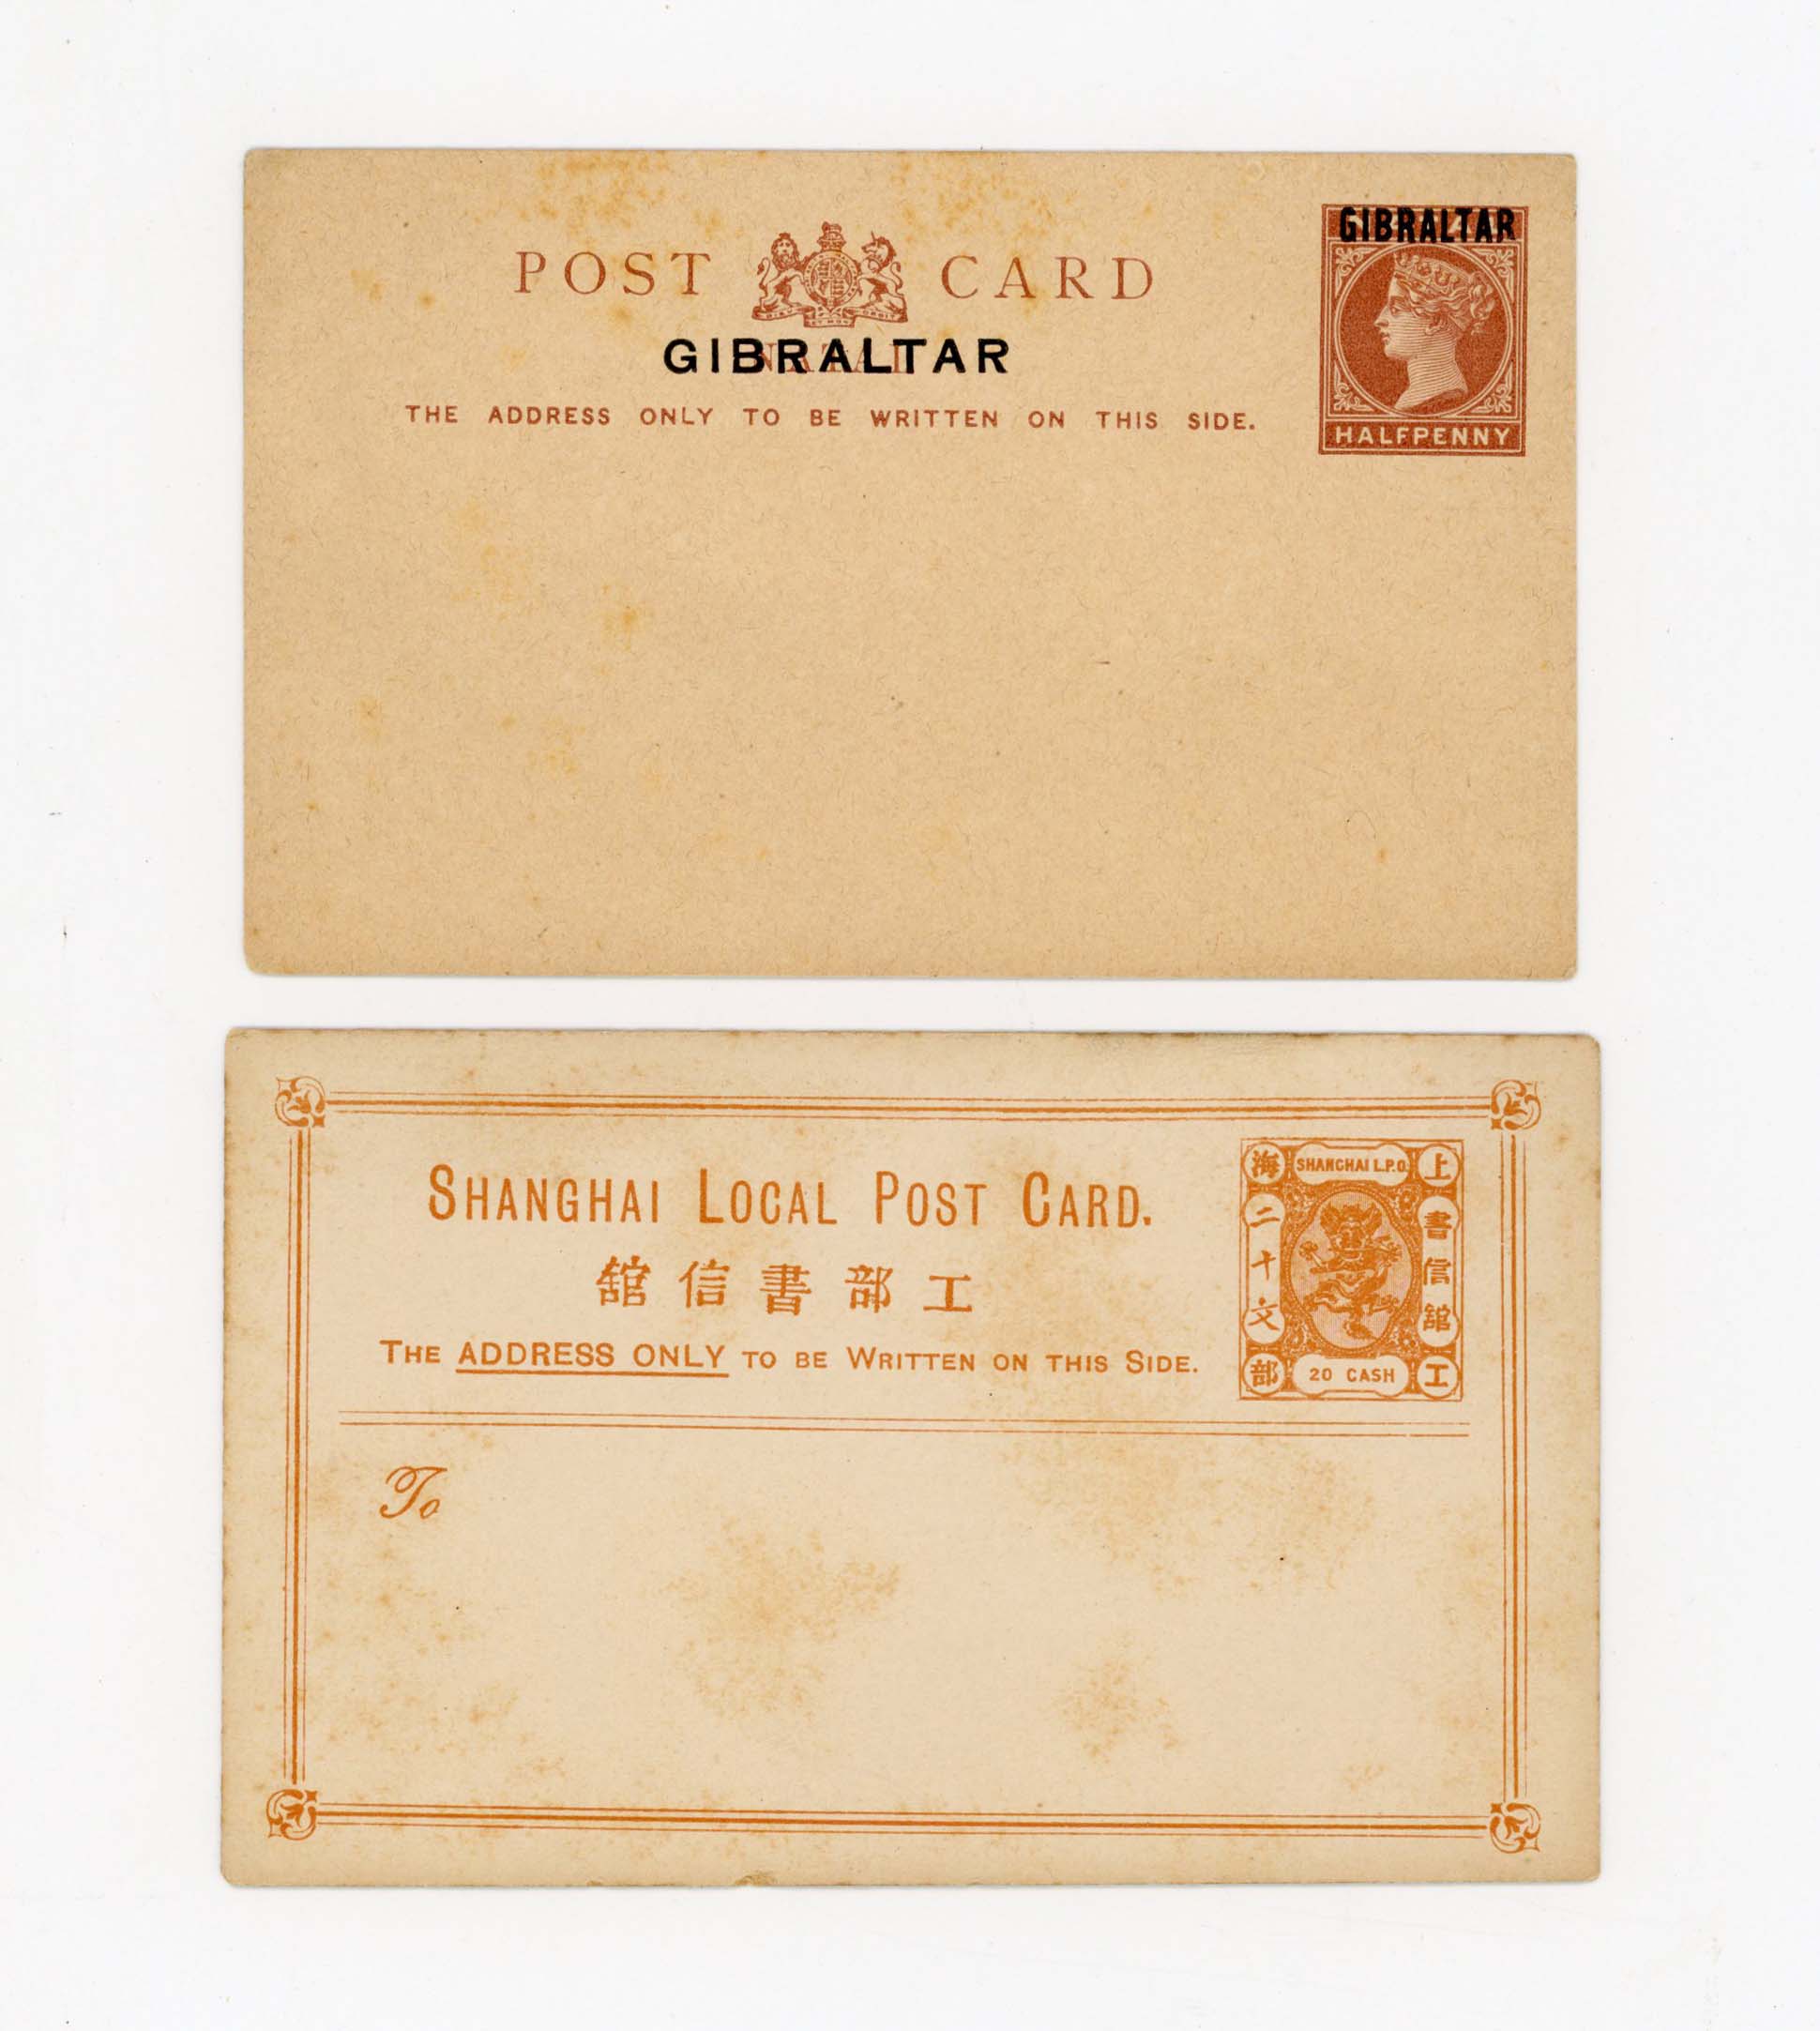 POST CARD
GIBRALTAR
THE ADDRESS ONLY TO BE WRITTEN ON THIS SIDE.
GIBRALTAR
HALFPENNY
SHANGHAI LOCAL POST CARD.
工部書信舘
THE ADDRESS ONLY TO BE WRITTEN ON THIS SIDE.
To
SHANGHAI L.P.O.
上海
工部
書信舘
二十文
20 CASH